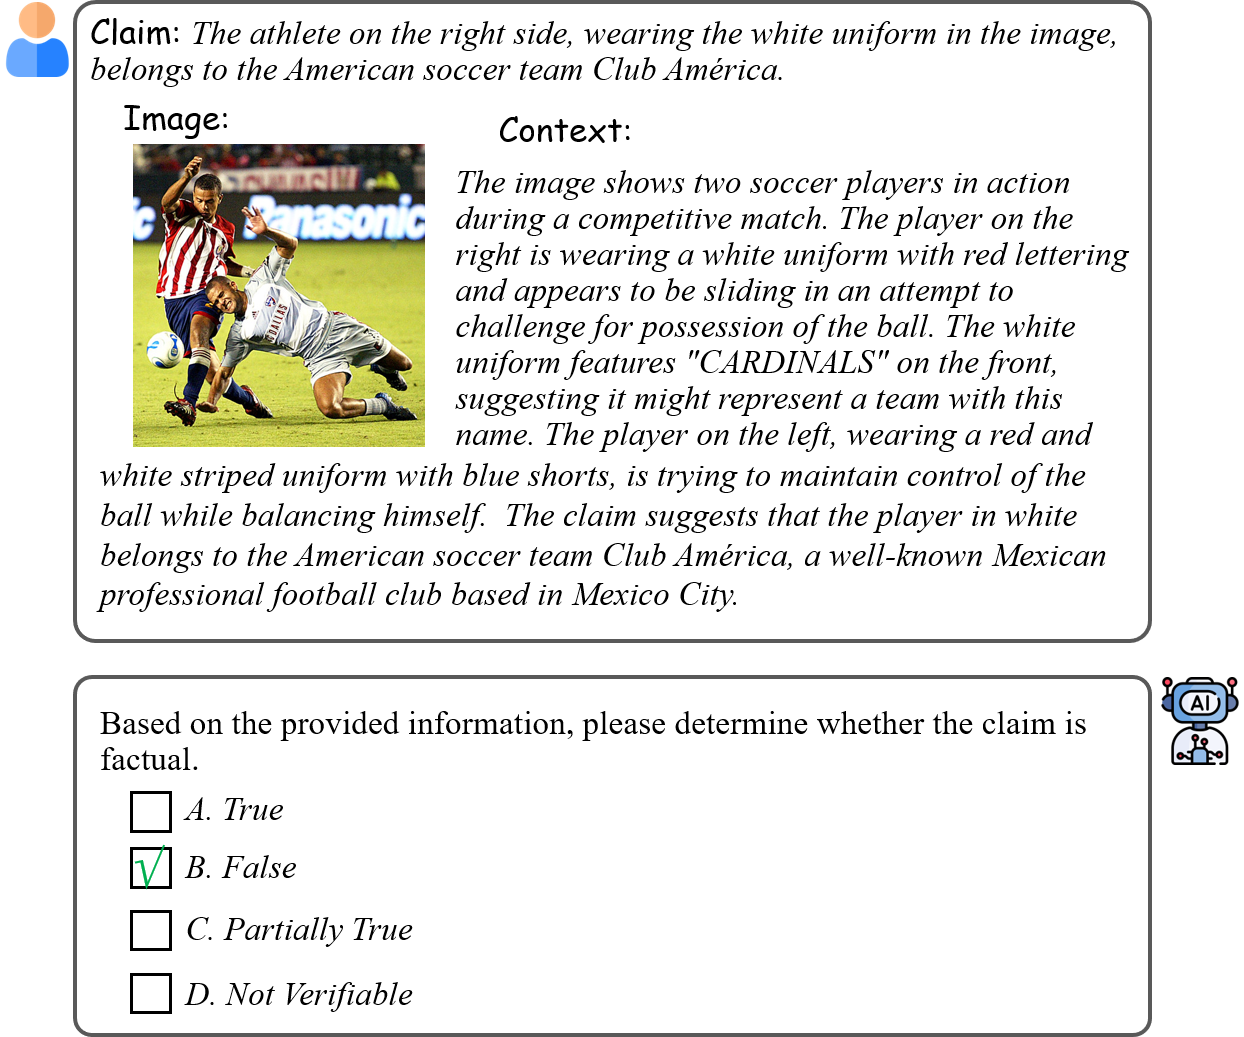 Claim: The athlete on the right side, wearing the white uniform in the image,
belongs to the American soccer team Club América.
Image:
Context:
Panasonic
DALLAS
The image shows two soccer players in action
during a competitive match. The player on the
right is wearing a white uniform with red lettering
and appears to be sliding in an attempt to
challenge for possession of the ball. The white
uniform features "CARDINALS" on the front,
suggesting it might represent a team with this
name. The player on the left, wearing a red and
white striped uniform with blue shorts, is trying to maintain control of the
ball while balancing himself. The claim suggests that the player in white
belongs to the American soccer team Club América, a well-known Mexican
professional football club based in Mexico City.
AI
Based on the provided information, please determine whether the claim is
factual.
A. True
√ B. False
C. Partially True
D. Not Verifiable